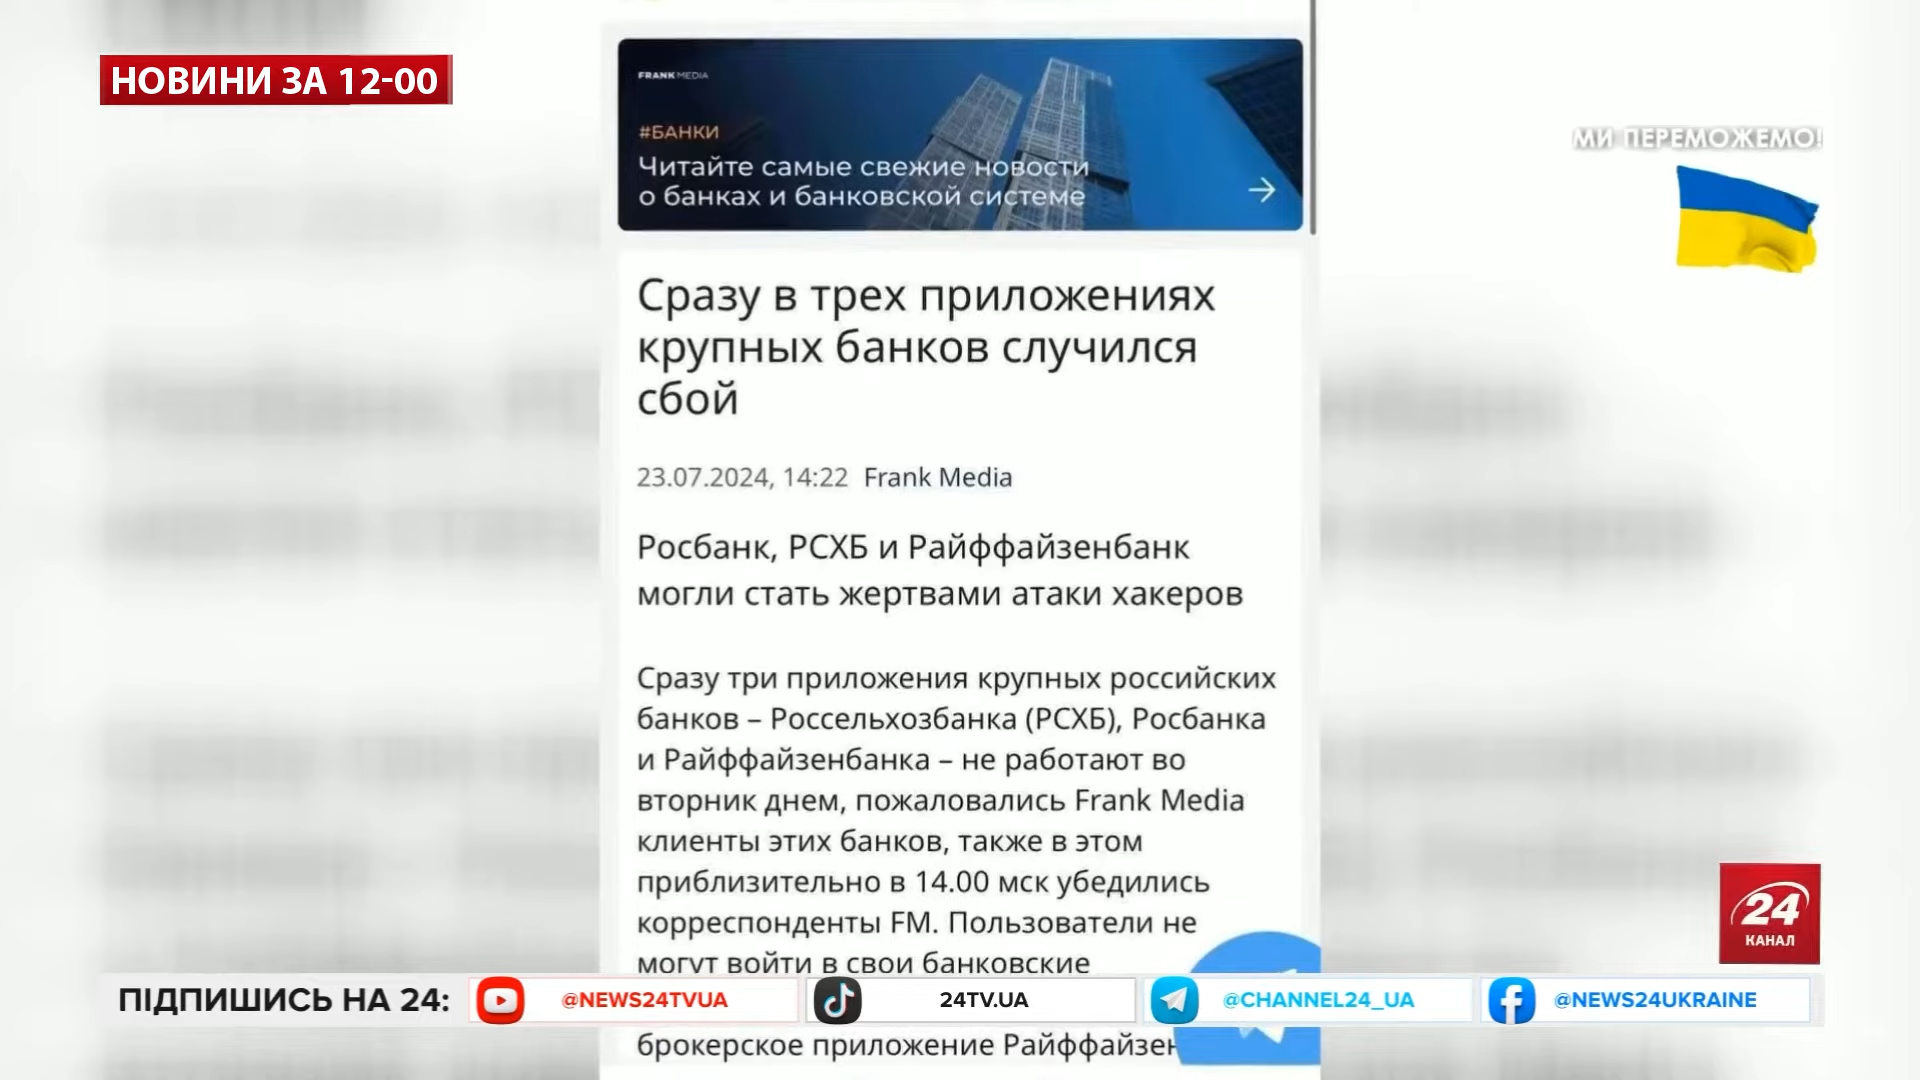 НОВИНИ ЗА 12-00
МИ ПЕРЕМОЖЕМО!
FRANK MEDIA
#БАНКИ
Читайте самые свежие новости
о банках и банковской системе
Сразу в трех приложениях
крупных банков случился
сбой
23.07.2024, 14:22 Frank Media
Росбанк, РСХБ и Райффайзенбанк
могли стать жертвами атаки хакеров
Сразу три приложения крупных российских
банков – Россельхозбанка (РСХБ), Росбанка
и Райффайзенбанка – не работают во
вторник днем, пожаловались Frank Media
клиенты этих банков, также в этом
приблизительно в 14.00 мск убедились
корреспонденты FM. Пользователи не
могут войти в свои банковские
брокерское приложение
24
КАНАЛ
ПІДПИШИСЬ НА 24:
@NEWS24TVUA
24TV.UA
@CHANNEL24_UA
@NEWS24UKRAINE